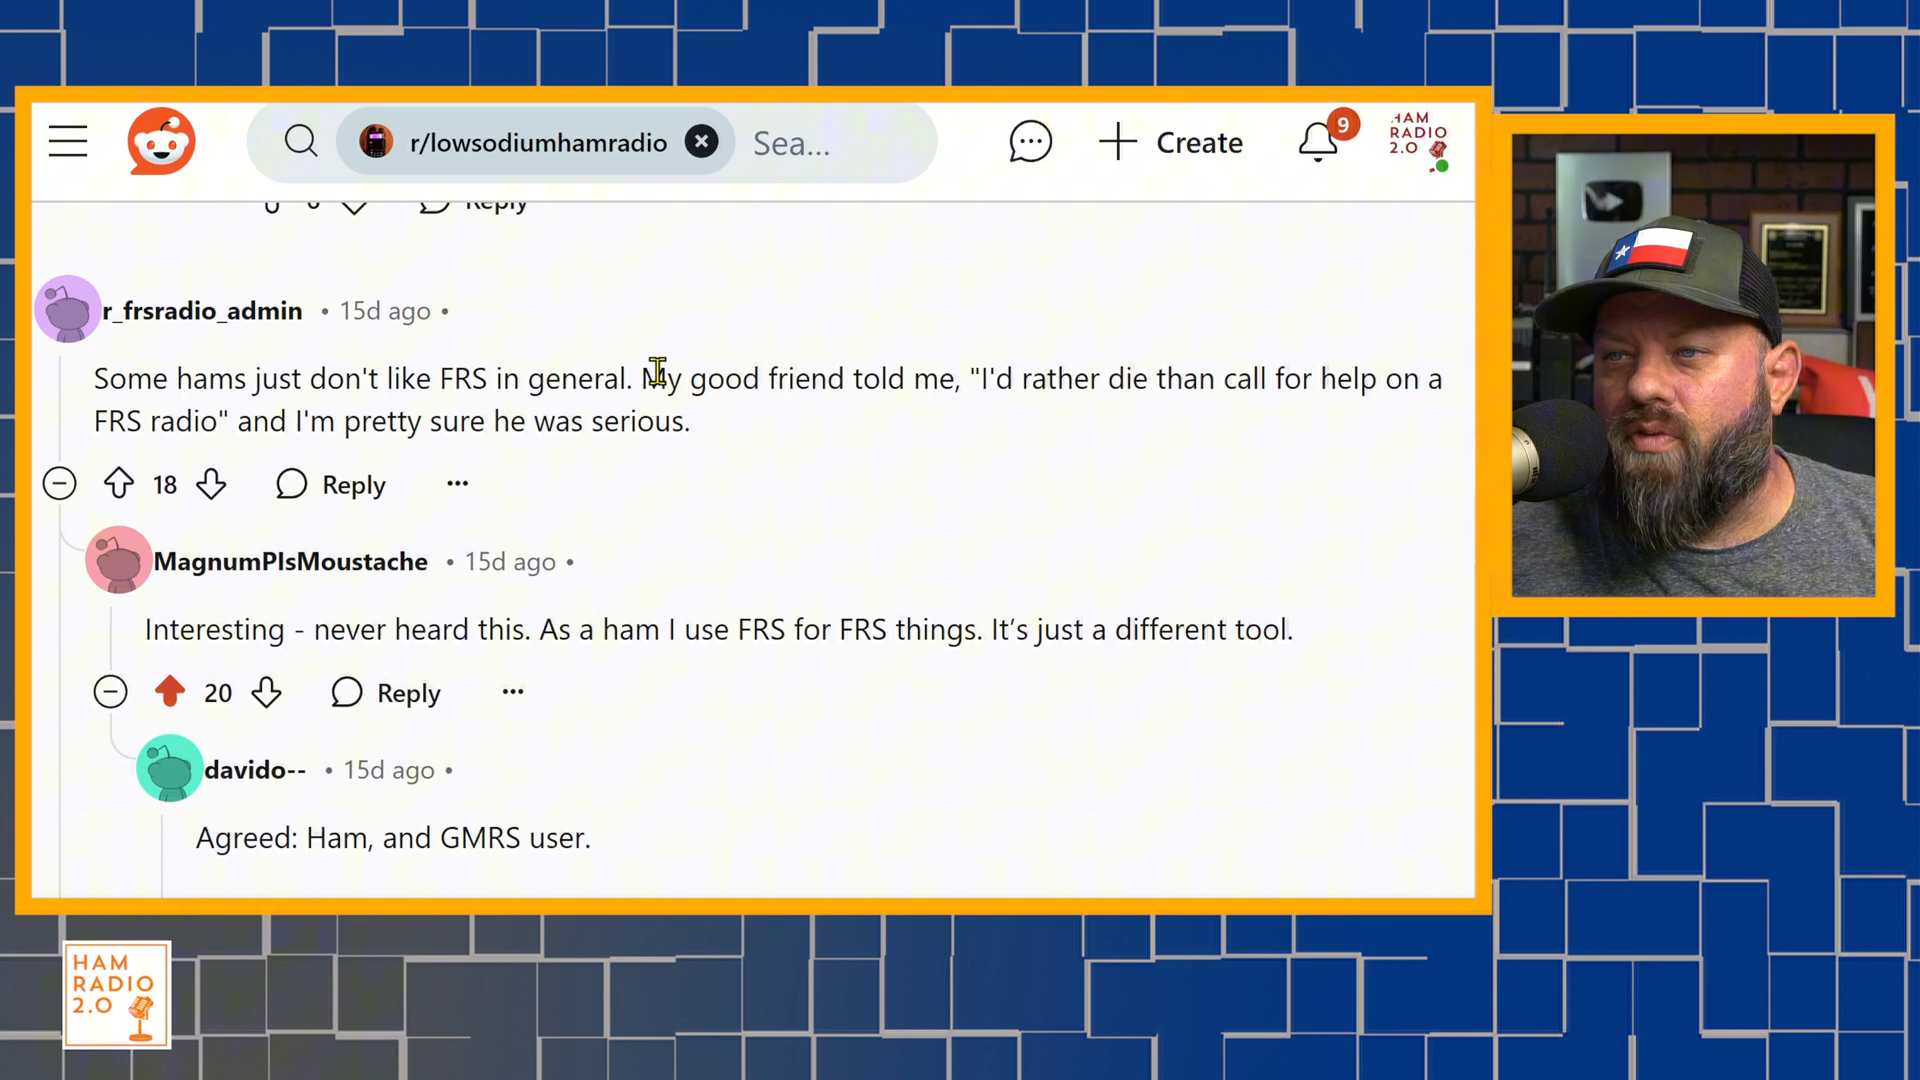 r/lowsodiumhamradio
Sea...
Create
9
HAM
RADIO
2.0
Reply
r_frsradio_admin • 15d ago •
Some hams just don't like FRS in general. My good friend told me, "I'd rather die than call for help on a
FRS radio" and I'm pretty sure he was serious.
18 Reply ...
MagnumPIsMoustache • 15d ago •
Interesting - never heard this. As a ham I use FRS for FRS things. It’s just a different tool.
20 Reply ...
davido-- • 15d ago •
Agreed: Ham, and GMRS user.
HAM
RADIO
2.0